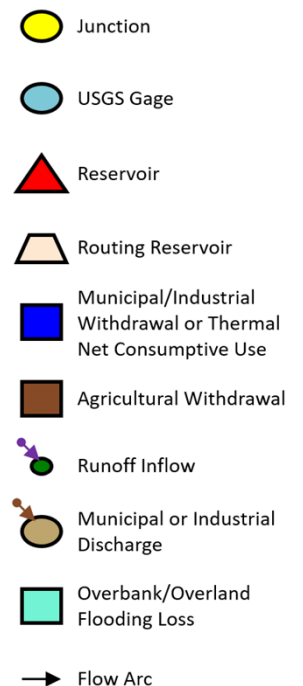 Junction
USGS Gage
Reservoir
Routing Reservoir
Municipal/Industrial
Withdrawal or Thermal
Net Consumptive Use
Agricultural Withdrawal
Runoff Inflow
Municipal or Industrial
Discharge
Overbank/Overland
Flooding Loss
Flow Arc